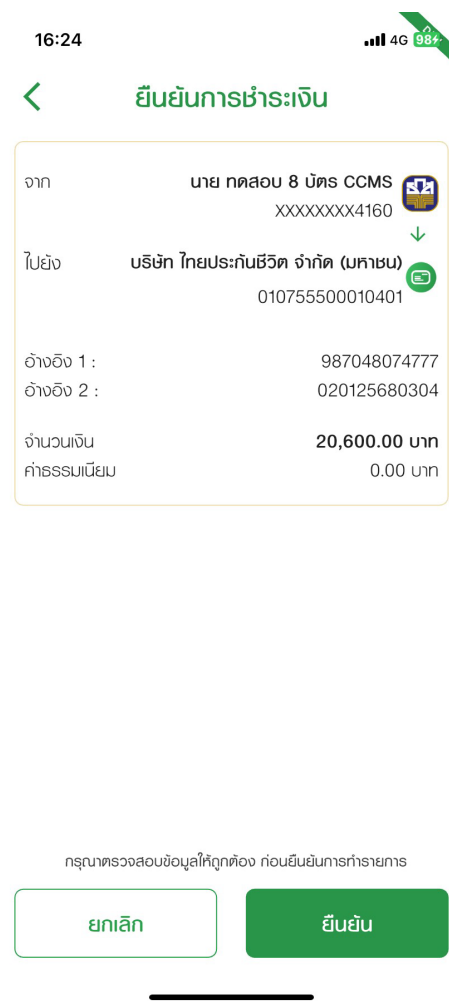 16:24
4G 98
ยืนยันการชำระเงิน
จาก
นาย ทดสอบ 8 บัตร CCMS
XXXXXXXX4160
ไปยัง
บริษัท ไทยประกันชีวิต จำกัด (มหาชน)
010755500010401
อ้างอิง 1 : 987048074777
อ้างอิง 2 : 020125680304
จำนวนเงิน 20,600.00 บาท
ค่าธรรมเนียม 0.00 บาท
กรุณาตรวจสอบข้อมูลให้ถูกต้อง ก่อนยืนยันการทำรายการ
ยกเลิก ยืนยัน